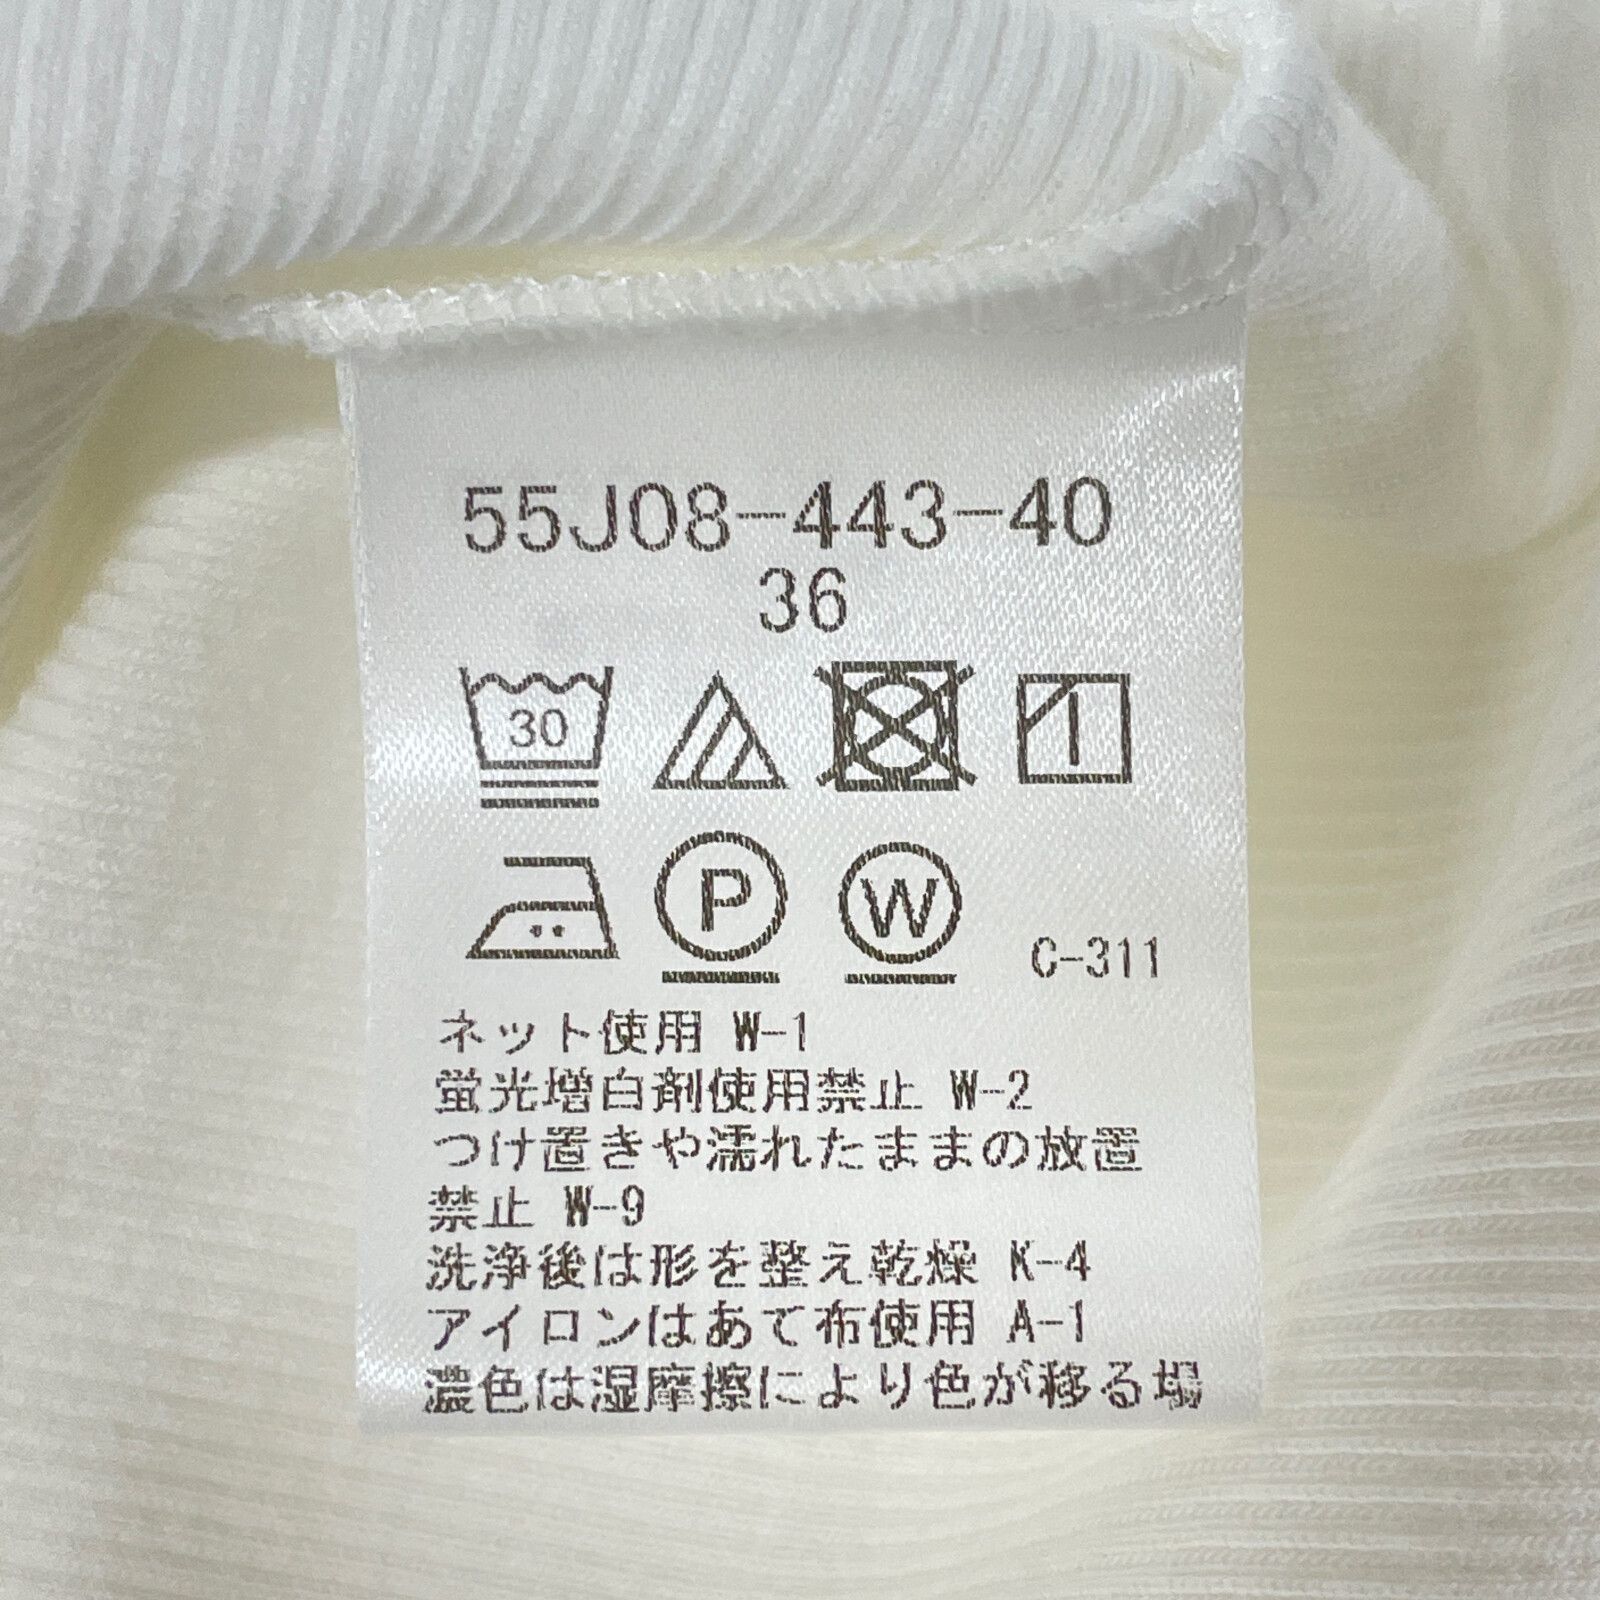 55J08-443-40
36
30
P W C-311
ネット使用 W-1
蛍光増白剤使用禁止 W-2
つけ置きや濡れたままの放置
禁止 W-9
洗浄後は形を整え乾燥 K-4
アイロンはあて布使用 A-1
濃色は湿摩擦により色が移る場